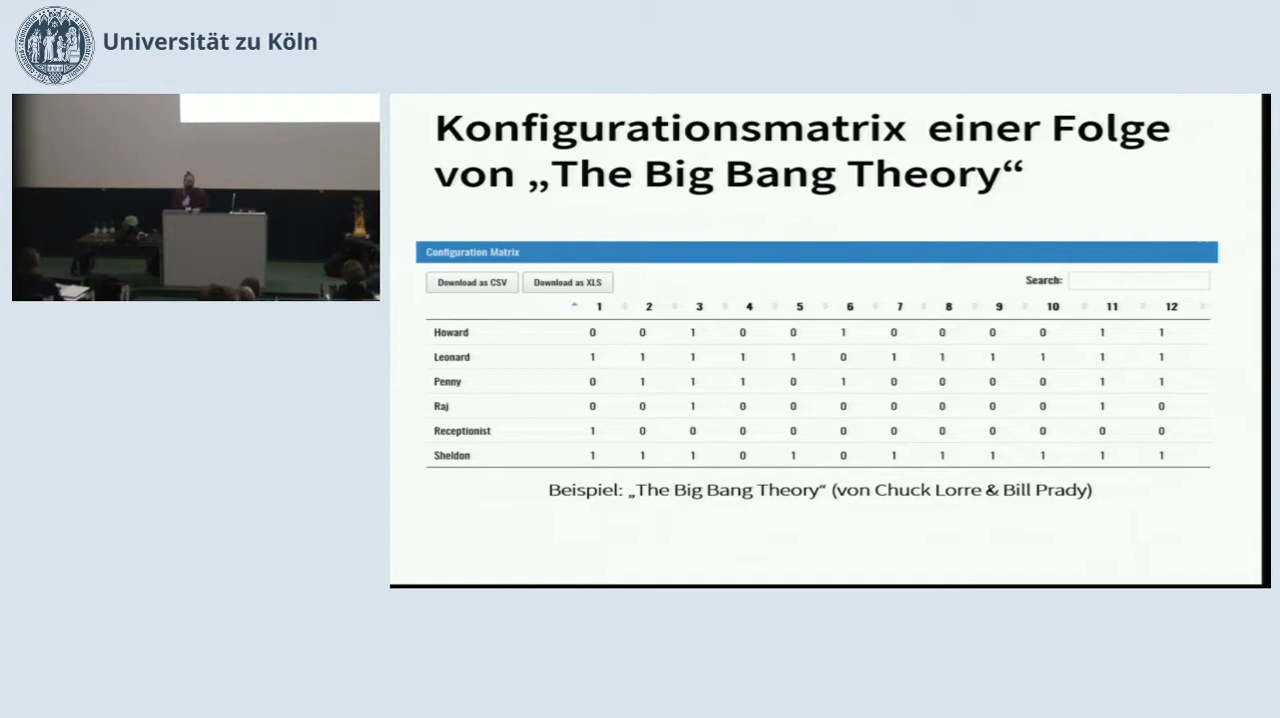 Universität zu Köln
Konfigurationsmatrix einer Folge
von „The Big Bang Theory“
Configuration Matrix
Download as CSV Download as XLS Search:
1 2 3 4 5 6 7 8 9 10 11 12
Howard 0 0 1 0 0 1 0 0 0 0 1 1
Leonard 1 1 1 1 1 0 1 1 1 1 1 1
Penny 0 1 1 1 0 1 0 0 0 0 1 1
Raj 0 0 1 0 0 0 0 0 0 0 1 0
Receptionist 1 0 0 0 0 0 0 0 0 0 0 0
Sheldon 1 1 1 0 1 0 1 1 1 1 1 1
Beispiel: „The Big Bang Theory“ (von Chuck Lorre & Bill Prady)